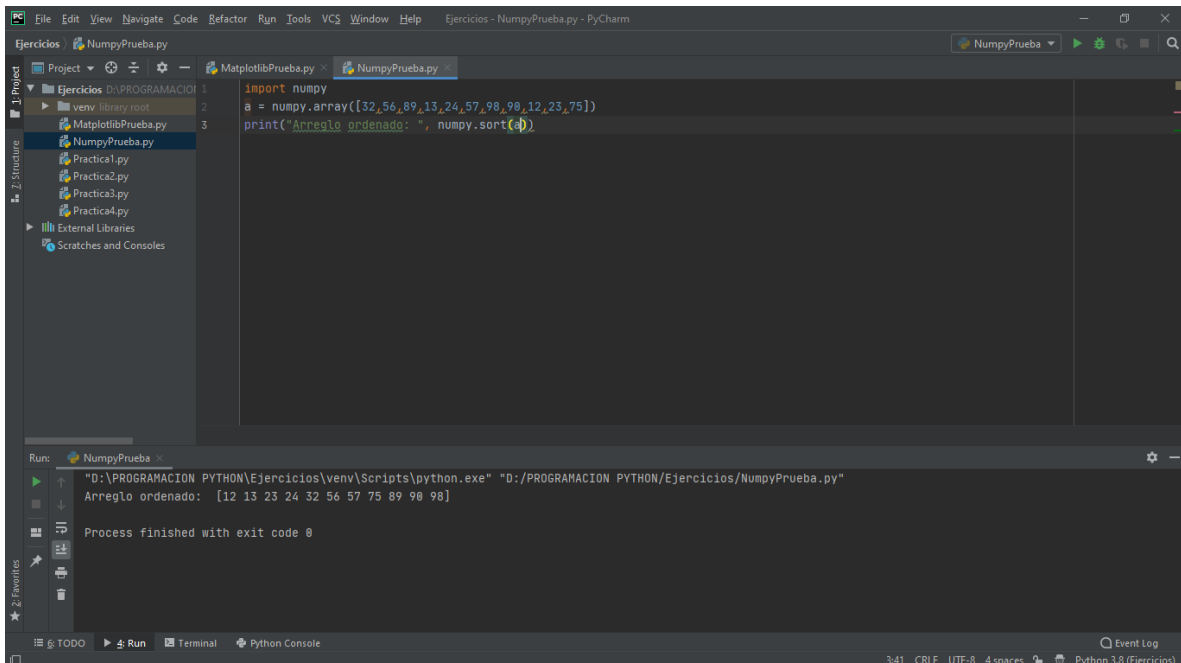 PC File Edit View Navigate Code Refactor Run Tools VCS Window Help Ejercicios - NumpyPrueba.py - PyCharm
Ejercicios NumpyPrueba.py NumpyPrueba
1: Project
Project MatplotlibPrueba.py NumpyPrueba.py
Ejercicios D:\PROGRAMACIO
venv library root
MatplotlibPrueba.py
NumpyPrueba.py
Practica1.py
Practica2.py
Practica3.py
Practica4.py
External Libraries
Scratches and Consoles
1 import numpy
2 a = numpy.array([32,56,89,13,24,57,98,90,12,23,75])
3 print("Arreglo ordenado: ", numpy.sort(a))
Z: Structure
2: Favorites
Run: NumpyPrueba
"D:\PROGRAMACION PYTHON\Ejercicios\venv\Scripts\python.exe" "D:/PROGRAMACION PYTHON/Ejercicios/NumpyPrueba.py"
Arreglo ordenado:  [12 13 23 24 32 56 57 75 89 90 98]
Process finished with exit code 0
6: TODO 4: Run Terminal Python Console Event Log
3:41 CRLF UTF-8 4 spaces Python 3.8 (Ejercicios)